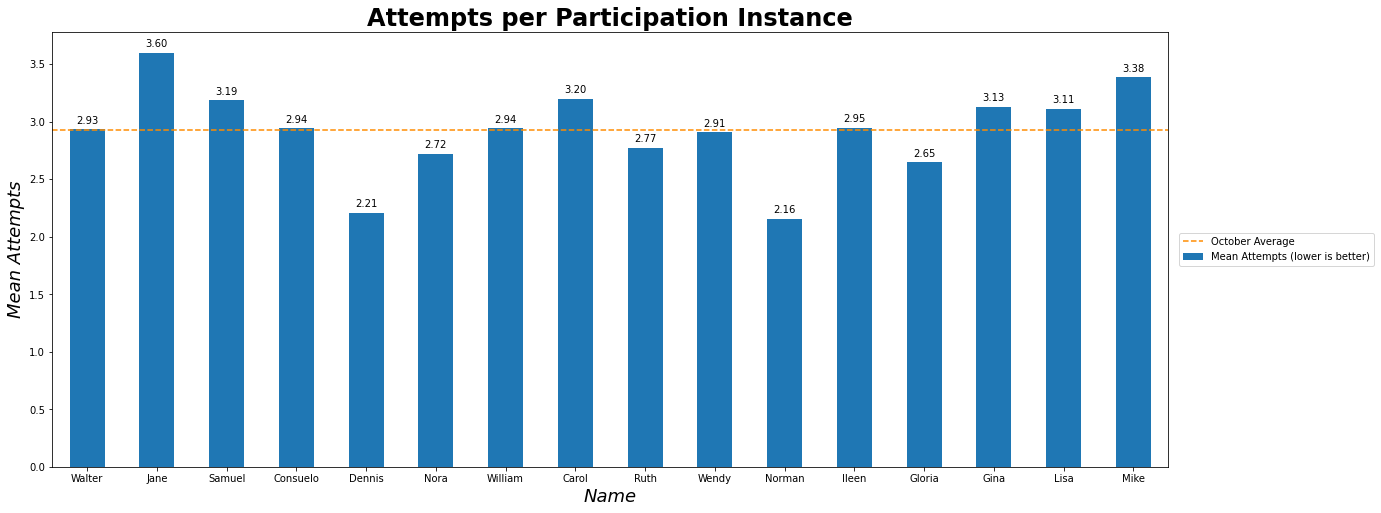 Attempts per Participation Instance
Mean Attempts
3.5
3.0
2.5
2.0
1.5
1.0
0.5
0.0
2.93
3.60
3.19
2.94
2.21
2.72
2.94
3.20
2.77
2.91
2.16
2.95
2.65
3.13
3.11
3.38
Walter
Jane
Samuel
Consuelo
Dennis
Nora
William
Carol
Ruth
Wendy
Norman
Ileen
Gloria
Gina
Lisa
Mike
Name
October Average
Mean Attempts (lower is better)